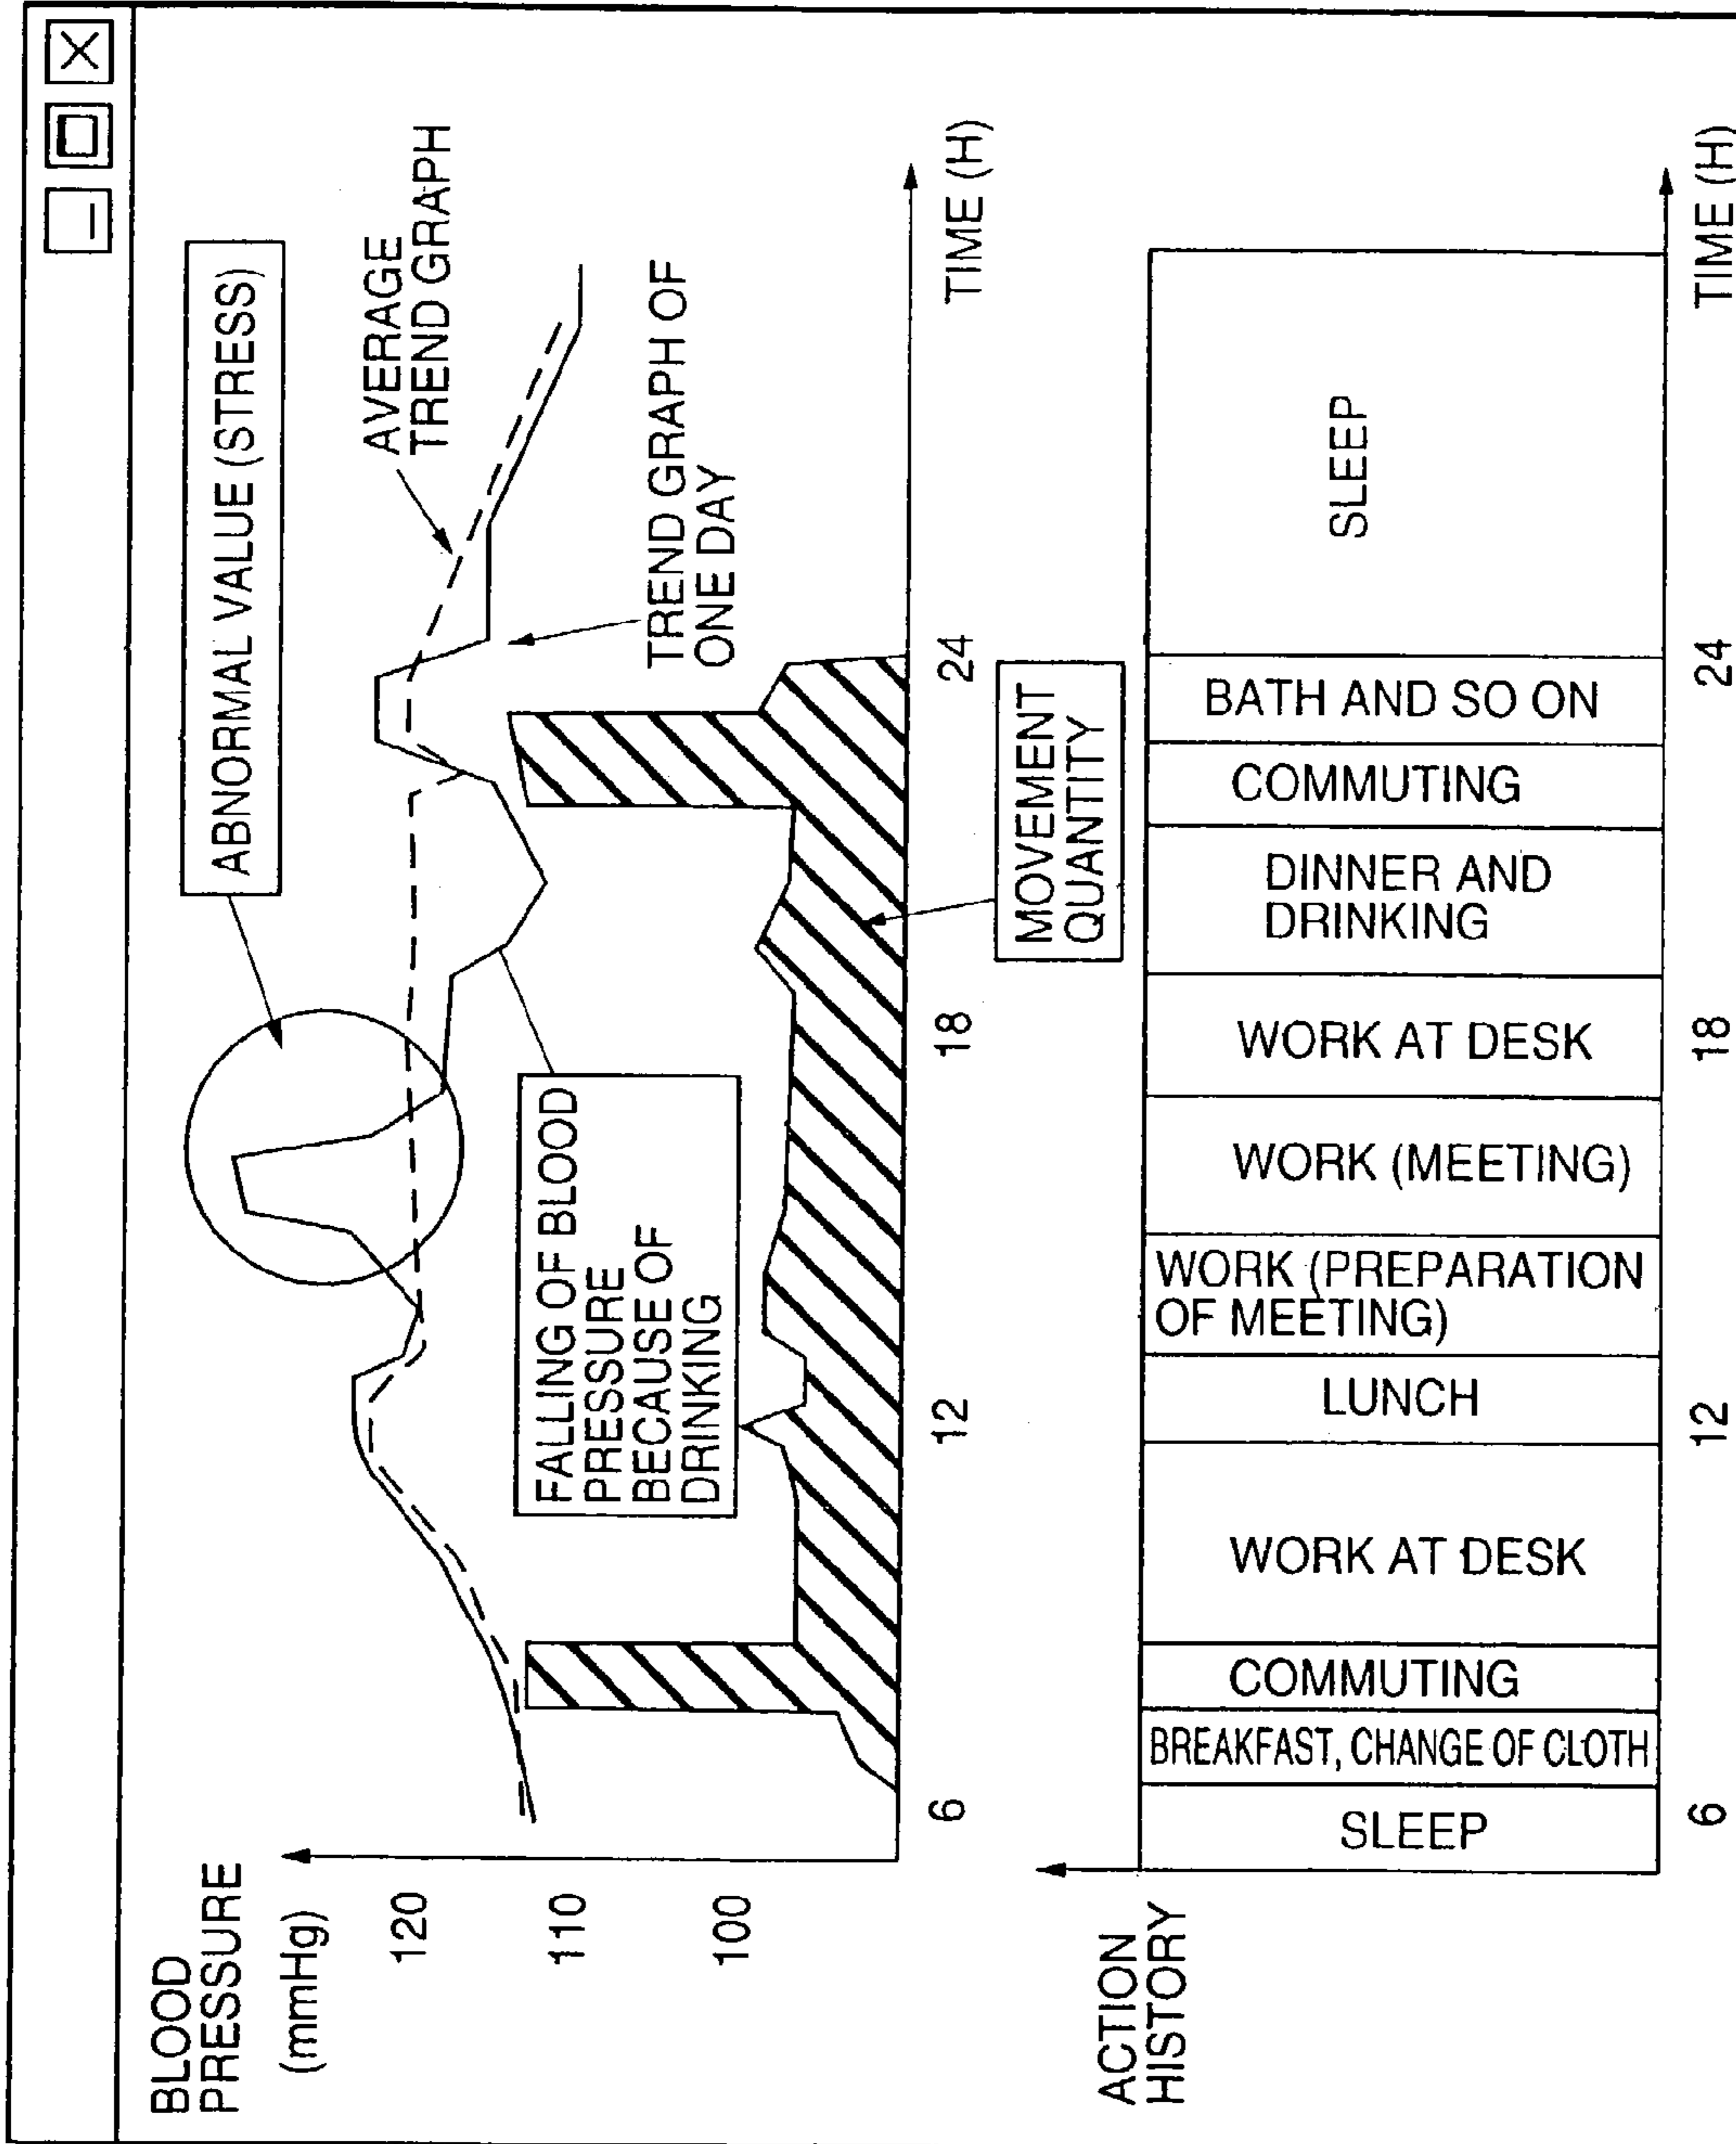 BLOOD
PRESSURE
(mmHg)
120
110
100
ABNORMAL VALUE (STRESS)
AVERAGE
TREND GRAPH
TREND GRAPH OF
ONE DAY
FALLING OF BLOOD
PRESSURE
BECAUSE OF
DRINKING
6
12
18
24
TIME (H)
MOVEMENT
QUANTITY
ACTION
HISTORY
SLEEP
BREAKFAST, CHANGE OF CLOTH
COMMUTING
WORK AT DESK
LUNCH
WORK (PREPARATION
OF MEETING)
WORK (MEETING)
WORK AT DESK
DINNER AND
DRINKING
COMMUTING
BATH AND SO ON
SLEEP
6
12
18
24
TIME (H)